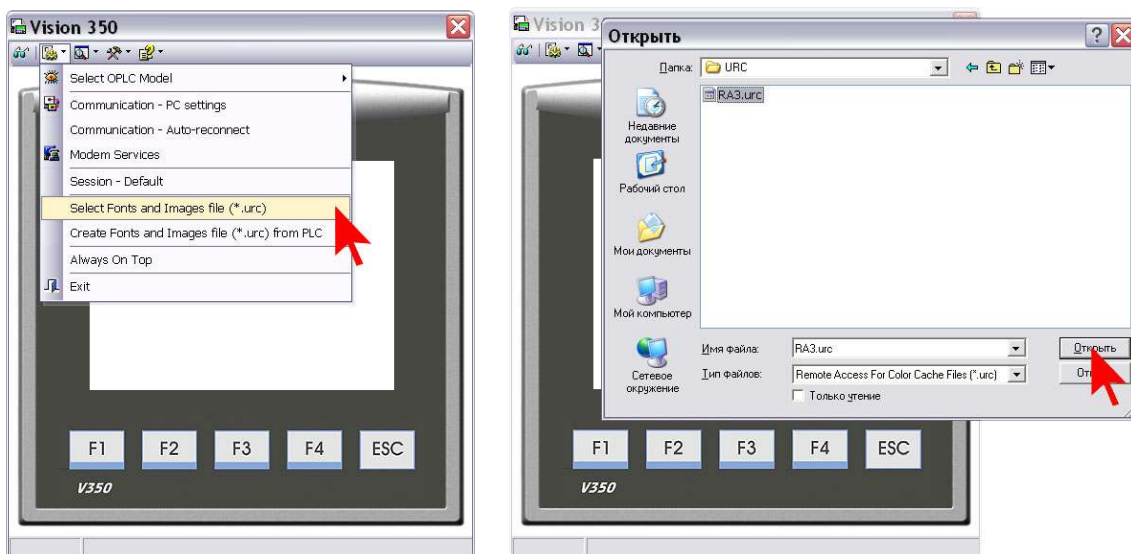 Vision 350
Select OPLC Model
Communication - PC settings
Communication - Auto-reconnect
Modem Services
Session - Default
Select Fonts and Images file (*.urc)
Create Fonts and Images file (*.urc) from PLC
Always On Top
Exit
F1 F2 F3 F4 ESC
V350
Vision 3
Открыть
Папка: URC
RA3.urc
Недавние
документы
Рабочий стол
Мои документы
Мой компьютер
Сетевое
окружение
Имя файла: RA3.urc Открыть
Тип файлов: Remote Access For Color Cache Files (*.urc)
Только чтение
F1 F2 F3 F4 ESC
V350